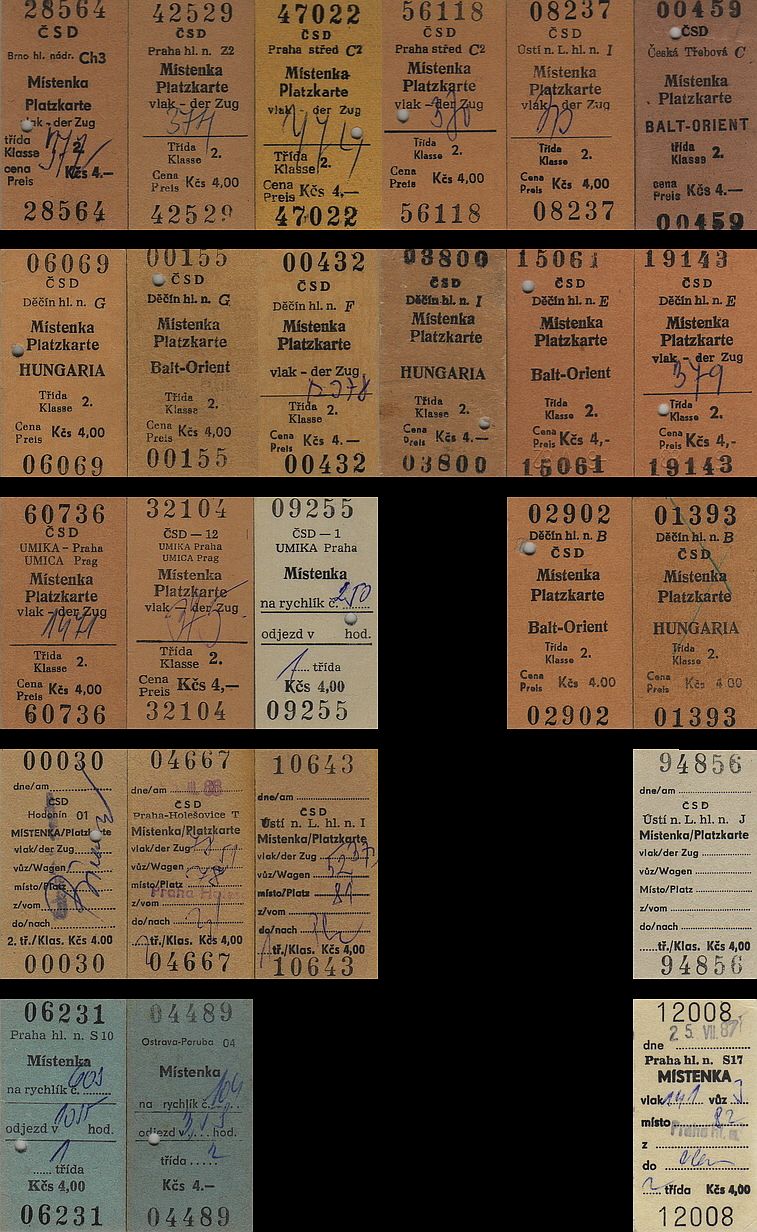 28564
ČSD
Brno hl. nádr. Ch3
Místenka
Platzkarte
vlak - der Zug
třída
Klasse 2.
cena
Preis Kčs 4.—
28564
42529
ČSD
Praha hl. n. Z2
Místenka
Platzkarte
vlak - der Zug
374
Třída
Klasse 2.
Cena
Preis Kčs 4,00
42529
47022
ČSD
Praha střed C2
Místenka
Platzkarte
vlak - der Zug
Třída
Klasse 2.
Cena
Preis Kčs 4,—
47022
56118
ČSD
Praha střed C2
Místenka
Platzkarte
vlak - der Zug
Třída
Klasse 2.
Cena
Preis Kčs 4,00
56118
08237
ČSD
Ústí n. L. hl. n. I
Místenka
Platzkarte
vlak - der Zug
Třída
Klasse 2.
Cena
Preis Kčs 4,00
08237
00459
ČSD
Česká Třebová C
Místenka
Platzkarte
BALT-ORIENT
třída
Klasse 2.
cena
Preis Kčs 4.—
00459
06069
ČSD
Děčín hl. n. G
Místenka
Platzkarte
HUNGARIA
Třída
Klasse 2.
Cena
Preis Kčs 4,00
06069
00155
ČSD
Děčín hl. n. G
Místenka
Platzkarte
Balt-Orient
Třída
Klasse 2.
Cena
Preis Kčs 4,00
00155
00432
ČSD
Děčín hl. n. F
Místenka
Platzkarte
vlak - der Zug
Třída
Klasse 2.
Cena
Preis Kčs 4.—
00432
03800
ČSD
Děčín hl. n. I
Místenka
Platzkarte
HUNGARIA
Třída
Klasse 2.
Cena
Preis Kčs 4.—
03800
15061
ČSD
Děčín hl. n. E
Místenka
Platzkarte
Balt-Orient
Třída
Klasse 2.
Cena
Preis Kčs 4,-
15061
19143
ČSD
Děčín hl. n. E
Místenka
Platzkarte
vlak - der Zug
379
Třída
Klasse 2.
Cena
Preis Kčs 4,-
19143
60736
ČSD
UMIKA - Praha
UMICA Prag
Místenka
Platzkarte
vlak - der Zug
1971
Třída
Klasse 2.
Cena
Preis Kčs 4,00
60736
32104
ČSD — 12
UMIKA Praha
UMICA Prag
Místenka
Platzkarte
vlak - der Zug
Třída
Klasse 2.
Cena
Preis Kčs 4,—
32104
09255
ČSD — 1
UMIKA Praha
Místenka
na rychlík č. 250
odjezd v hod.
1 třída
Kčs 4,00
09255
02902
Děčín hl. n. B
ČSD
Místenka
Platzkarte
Balt-Orient
Třída
Klasse 2.
Cena
Preis Kčs 4.00
02902
01393
Děčín hl. n. B
ČSD
Místenka
Platzkarte
HUNGARIA
Třída
Klasse 2.
Cena
Preis Kčs 4 00
01393
00030
dne/am
ČSD
Hodonín 01
MÍSTENKA/Platzkarte
vlak/der Zug
vůz/Wagen
místo/Platz
z/vom
do/nach
2. tř./Klas. Kčs 4.00
00030
04667
dne/am
ČSD
Praha-Holešovice T
Místenka/Platzkarte
vlak/der Zug
vůz/Wagen
místo/Platz
z/vom
do/nach
tř./Klas. Kčs 4,00
04667
10643
dne/am
ČSD
Ústí n. L. hl. n. I
Místenka/Platzkarte
vlak/der Zug
vůz/Wagen 52
místo/Platz 81
z/vom
do/nach
tř./Klas. Kčs 4,00
10643
94856
dne/am
ČSD
Ústí n. L. hl. n. J
Místenka/Platzkarte
vlak/der Zug
vůz/Wagen
Místo/Platz
z/vom
do/nach
tř./Klas. Kčs 4,00
94856
06231
Praha hl. n. S 10
Místenka
na rychlík č. 603
odjezd v hod.
1
třída
Kčs 4,00
06231
04489
Ostrava-Poruba 04
Místenka
na rychlík č.
odjezd v hod.
třída 2
Kčs 4.—
04489
12008
25. VII. 87
dne
Praha hl. n. S17
MÍSTENKA
vlak 141 vůz 3
místo 82
Praha hl. n.
z
do
2 třída Kčs 4,00
12008